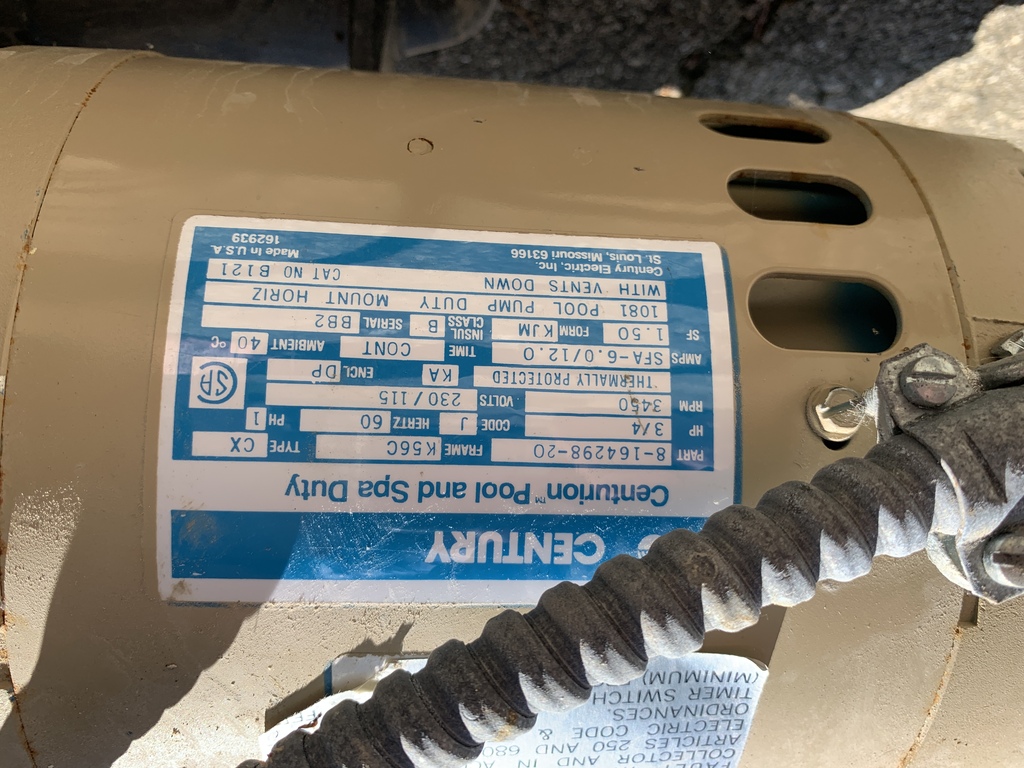 COLLECTOR AND IN
ARTICLES 250 AND 680
ELECTRIC CODE &
ORDINANCES.
TIMER SWITCH
(MINIMUM)
CENTURY
Centurion™ Pool and Spa Duty
PART 8-164298-20 FRAME K56C TYPE CX
HP 3/4 CODE J HERTZ 60 PH 1
RPM 3450 VOLTS 230/115
THERMALLY PROTECTED KA ENCL DP
CSA
AMPS SFA-6.0/12.0 TIME CONT AMBIENT 40 °C
SF 1.50 FORM KJM INSUL CLASS B SERIAL BB2
1081 POOL PUMP DUTY MOUNT HORIZ
WITH VENTS DOWN CAT NO B121
Century Electric, Inc.
St. Louis, Missouri 63166
Made In U.S.A.
162939